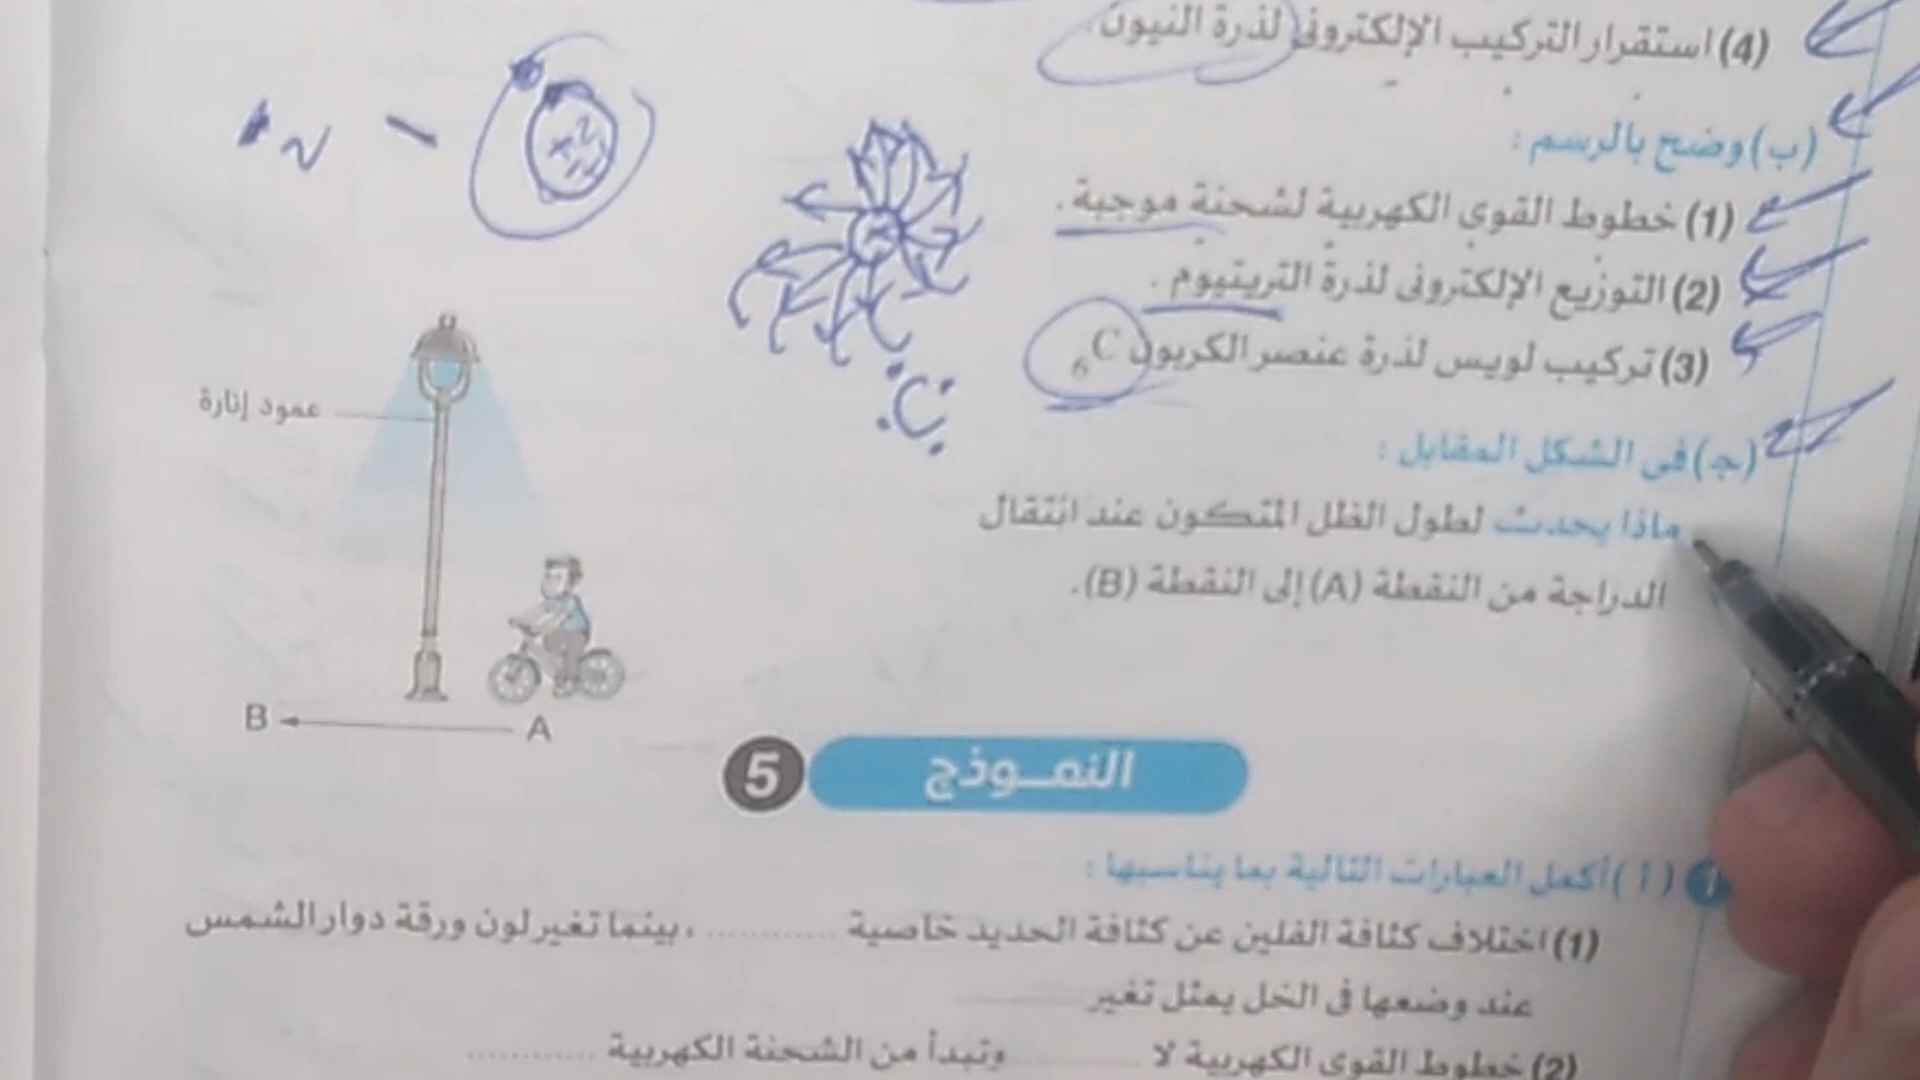 (4) استقرار التركيب الإلكترونى لذرة النيون.
(ب) وضح بالرسم :
(1) خطوط القوى الكهربية لشحنة موجبة.
(2) التوزيع الإلكترونى لذرة التريتيوم.
(3) تركيب لويس لذرة عنصر الكربون ₆C
C
(جـ) فى الشكل المقابل :
ماذا يحدث لطول الظل المتكون عند انتقال
الدراجة من النقطة (A) إلى النقطة (B).
عمود إنارة
B A
النمـوذج 5
1 ( أ ) أكمل العبارات التالية بما يناسبها :
(1) اختلاف كثافة الفلين عن كثافة الحديد خاصية ............ ، بينما تغير لون ورقة دوار الشمس
عند وضعها فى الخل يمثل تغير ............
(2) خطوط القوى الكهربية لا ............ وتبدأ من الشحنة الكهربية ............